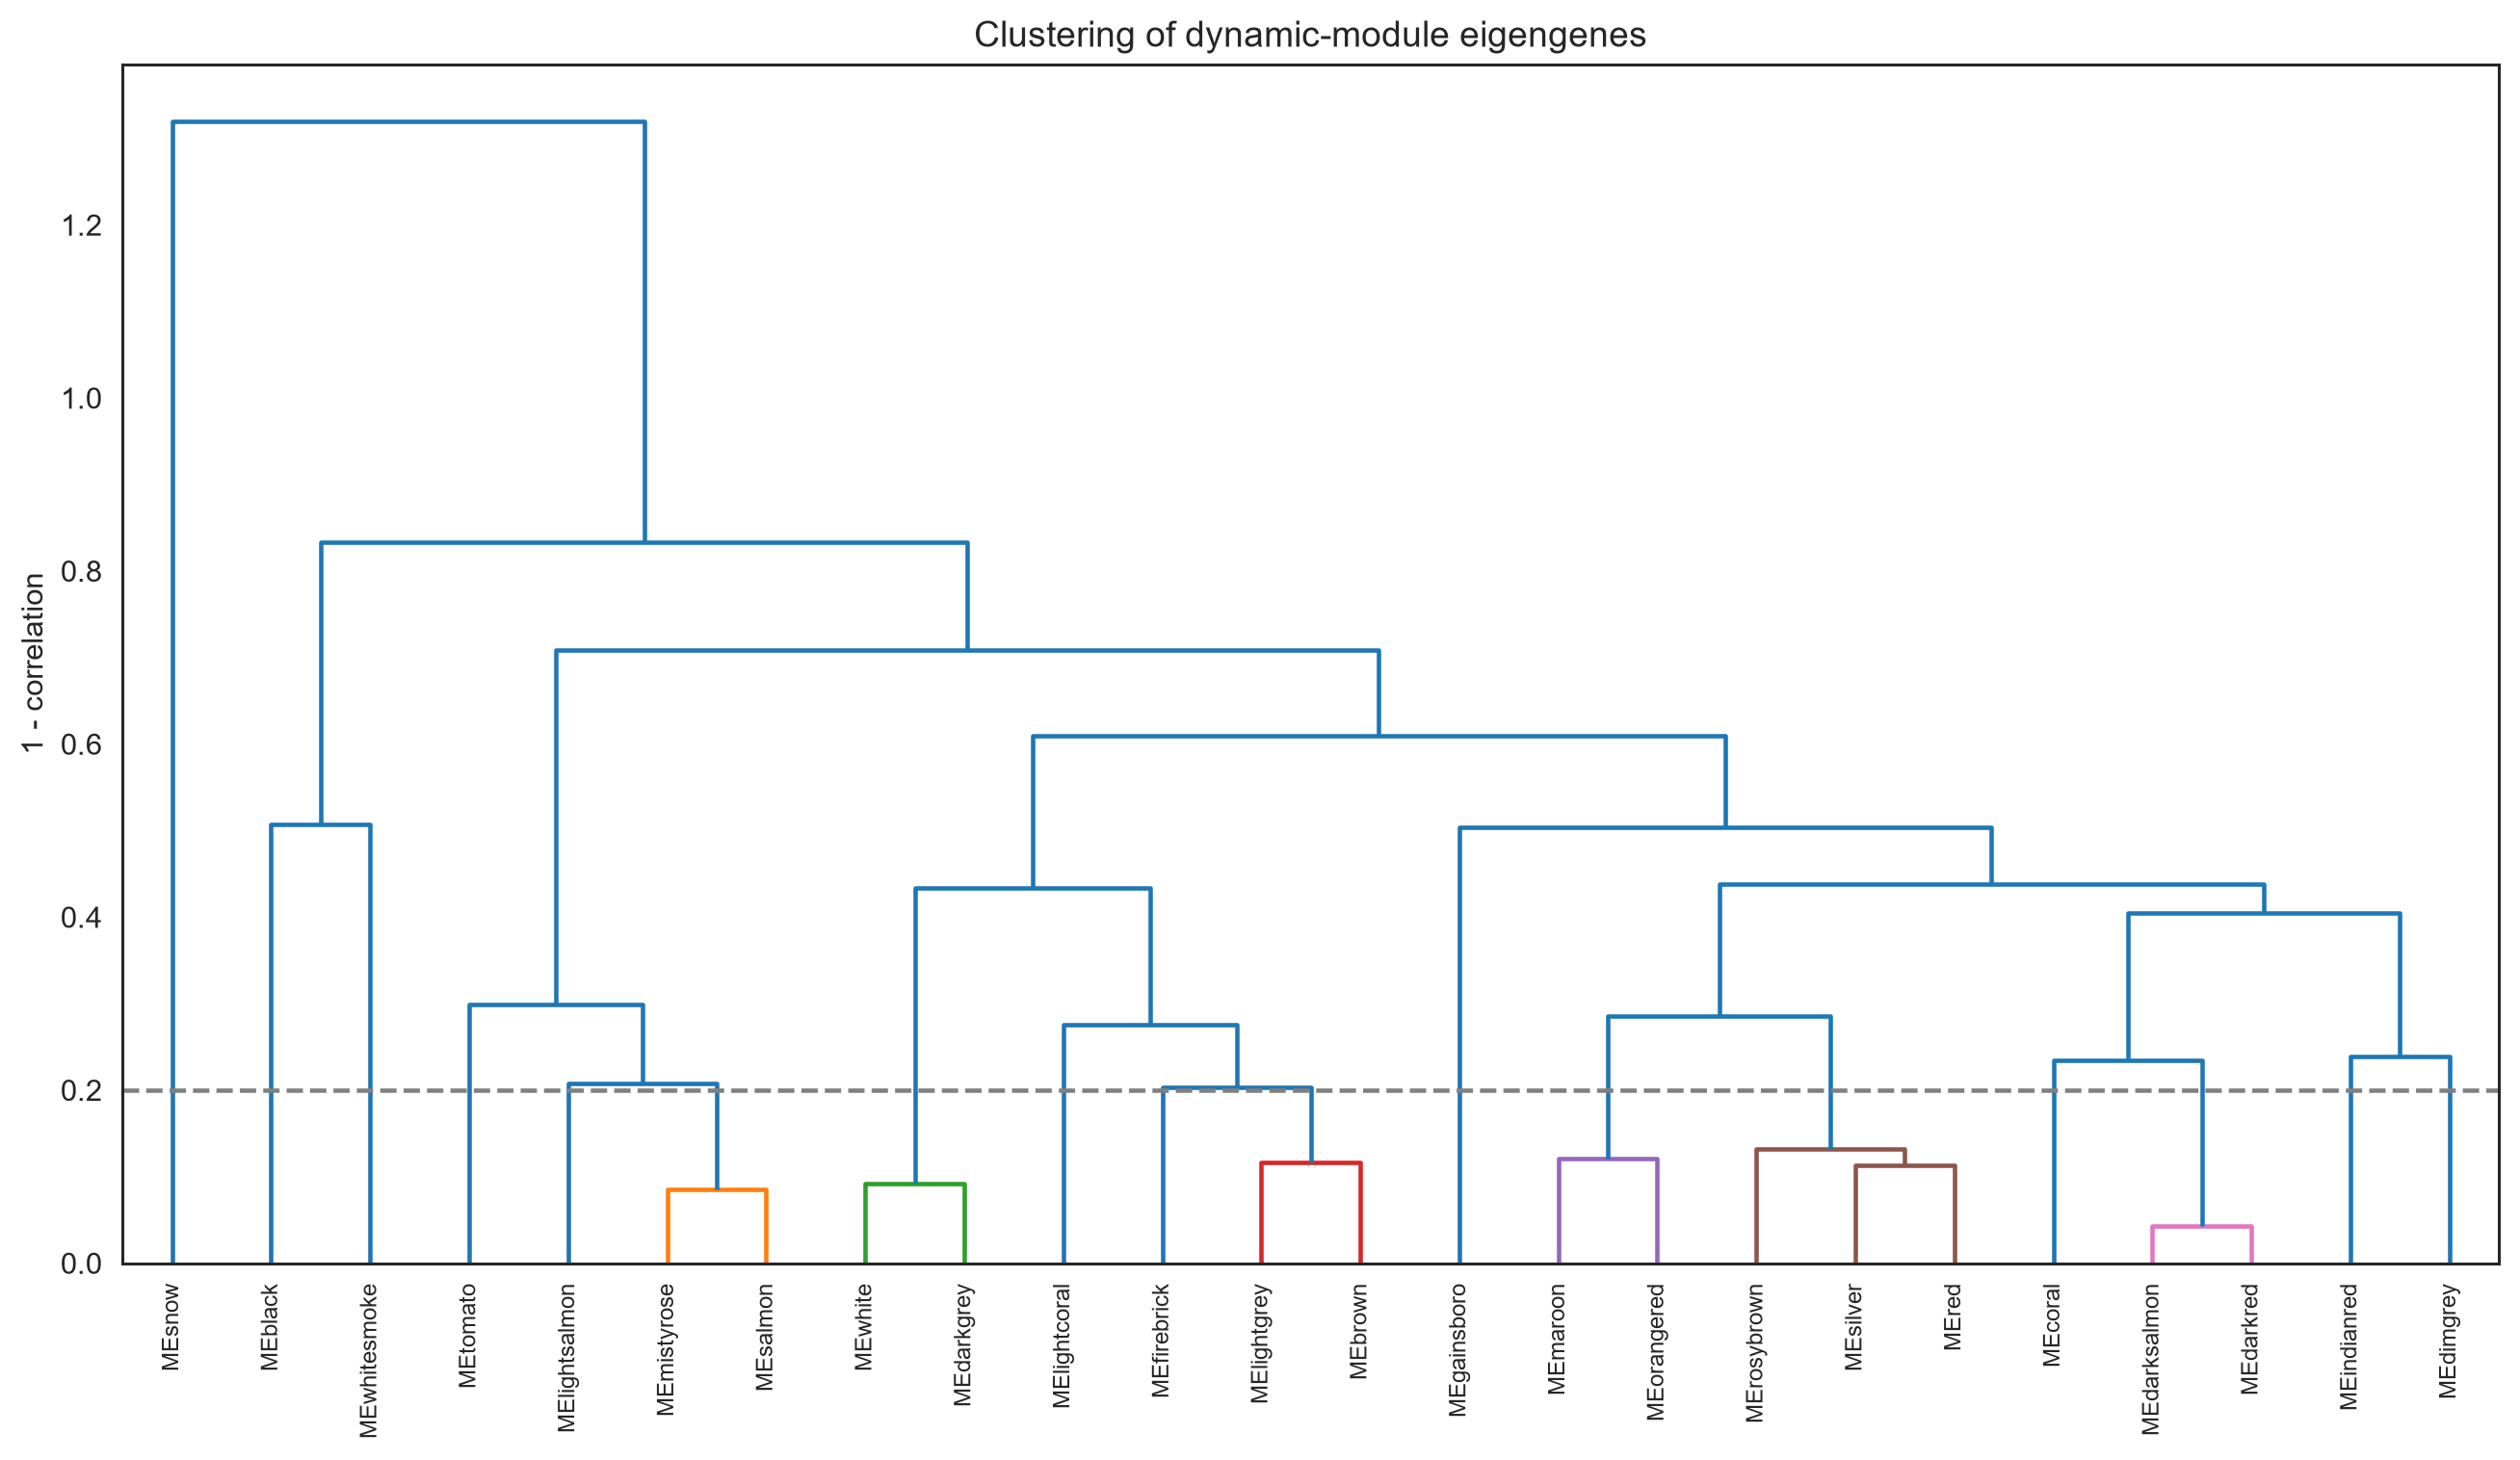 Clustering of dynamic-module eigengenes
1 - correlation
1.2
1.0
0.8
0.6
0.4
0.2
0.0
MEsnow
MEblack
MEwhitesmoke
MEtomato
MElightsalmon
MEmistyrose
MEsalmon
MEwhite
MEdarkgrey
MElightcoral
MEfirebrick
MElightgrey
MEbrown
MEgainsboro
MEmaroon
MEorangered
MErosybrown
MEsilver
MEred
MEcoral
MEdarksalmon
MEdarkred
MEindianred
MEdimgrey